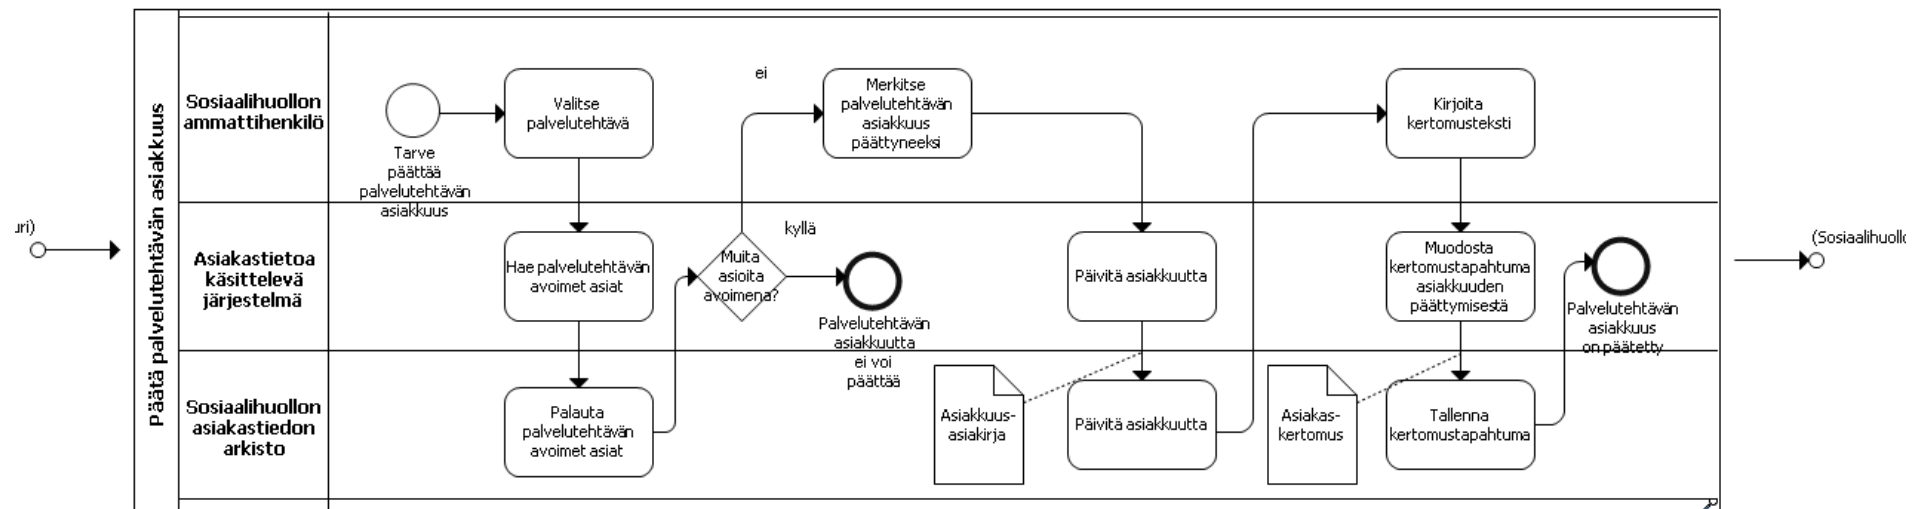 Päätä palvelutehtävän asiakkuus
Sosiaalihuollon
ammattihenkilö
Tarve
päättää
palvelutehtävän
asiakkuus
Valitse
palvelutehtävä
ei
Merkitse
palvelutehtävän
asiakkuus
päättyneeksi
Kirjoita
kertomusteksti
uri)
Asiakastietoa
käsittelevä
järjestelmä
Hae palvelutehtävän
avoimet asiat
Muita
asioita
avoimena?
kyllä
Palvelutehtävän
asiakkuutta
ei voi
päättää
Päivitä asiakkuutta
Muodosta
kertomustapahtuma
asiakkuuden
päättymisestä
Palvelutehtävän
asiakkuus
on päätetty
(Sosiaalihuollo
Sosiaalihuollon
asiakastiedon
arkisto
Palauta
palvelutehtävän
avoimet asiat
Asiakkuus-
asiakirja
Päivitä asiakkuutta
Asiakas-
kertomus
Tallenna
kertomustapahtuma